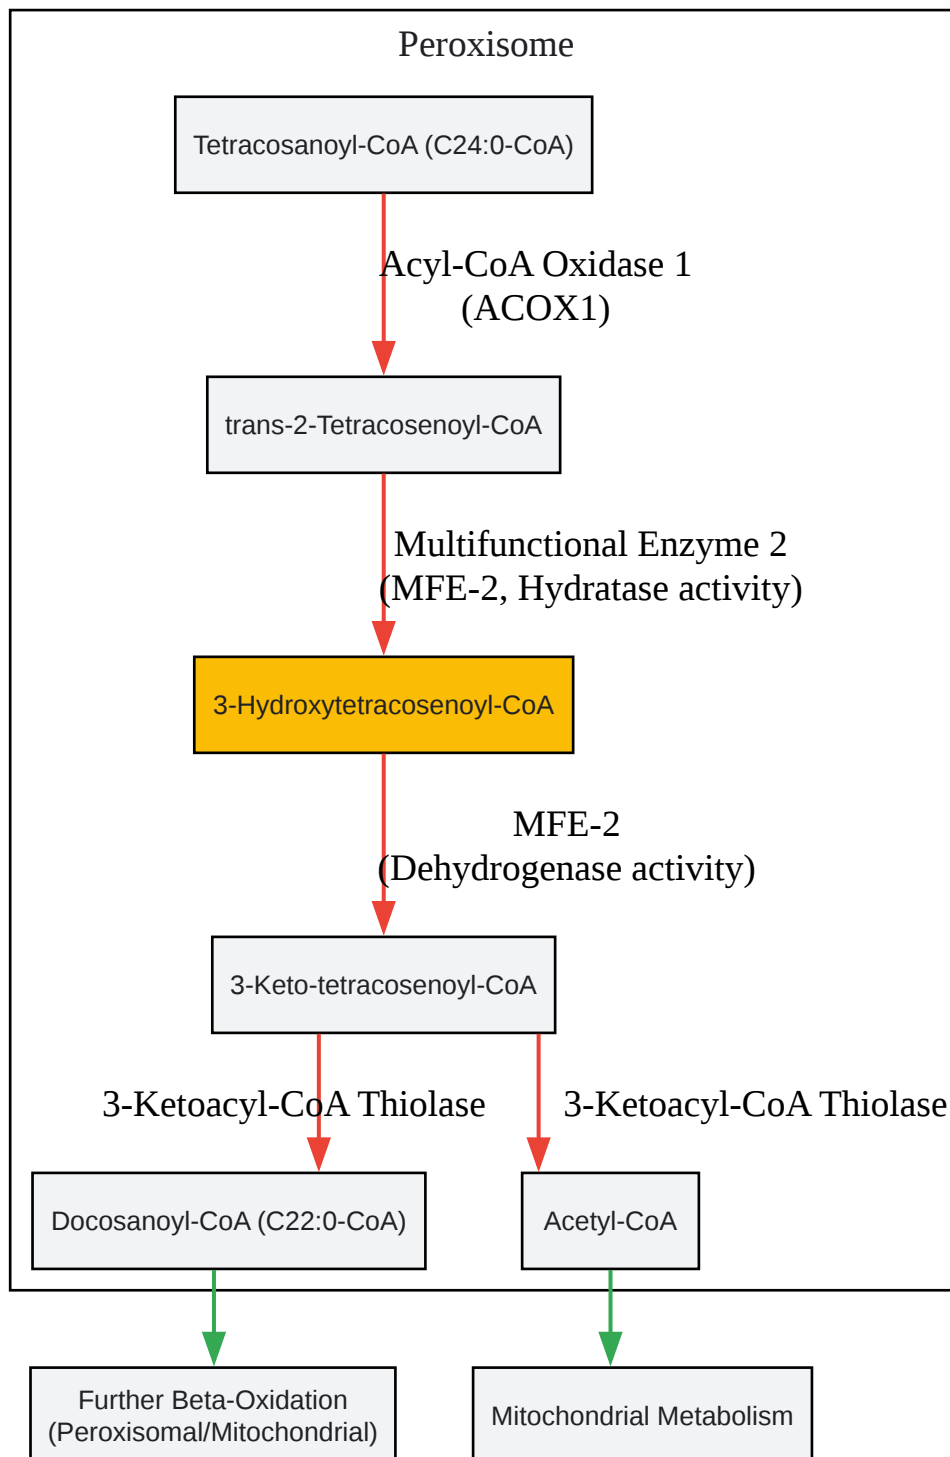 Peroxisome
Tetracosanoyl-CoA (C24:0-CoA)
Acyl-CoA Oxidase 1
(ACOX1)
trans-2-Tetracosenoyl-CoA
Multifunctional Enzyme 2
(MFE-2, Hydratase activity)
3-Hydroxytetracosenoyl-CoA
MFE-2
(Dehydrogenase activity)
3-Keto-tetracosenoyl-CoA
3-Ketoacyl-CoA Thiolase
3-Ketoacyl-CoA Thiolase
Docosanoyl-CoA (C22:0-CoA)
Acetyl-CoA
Further Beta-Oxidation
(Peroxisomal/Mitochondrial)
Mitochondrial Metabolism